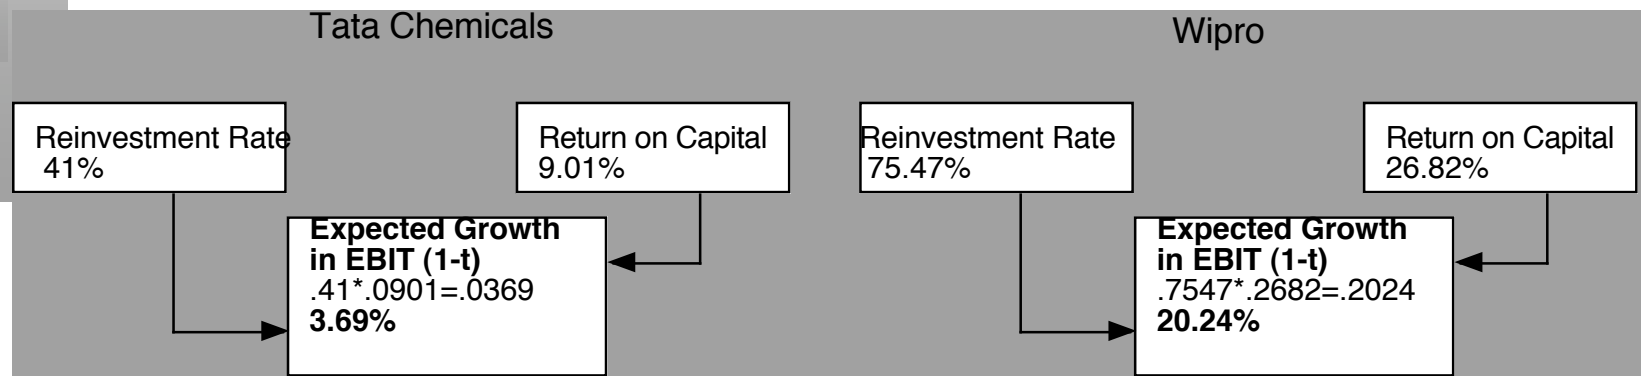 Tata Chemicals
Wipro
Reinvestment Rate
41%
Return on Capital
9.01%
Expected Growth
in EBIT (1-t)
.41*.0901=.0369
3.69%
Reinvestment Rate
75.47%
Return on Capital
26.82%
Expected Growth
in EBIT (1-t)
.7547*.2682=.2024
20.24%